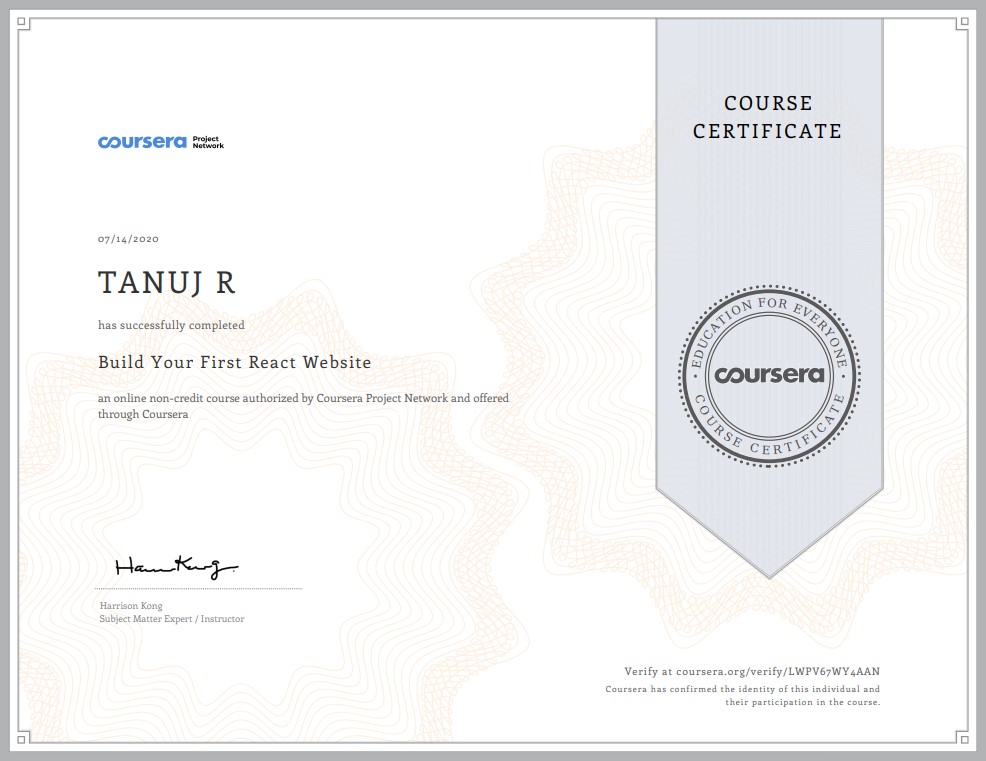 COURSE
CERTIFICATE
coursera Project
Network
07/14/2020
TANUJ R
has successfully completed
Build Your First React Website
an online non-credit course authorized by Coursera Project Network and offered
through Coursera
EDUCATION FOR EVERYONE
coursera
COURSE CERTIFICATE
Harrison Kong
Harrison Kong
Subject Matter Expert / Instructor
Verify at coursera.org/verify/LWPV67WY4AAN
Coursera has confirmed the identity of this individual and
their participation in the course.